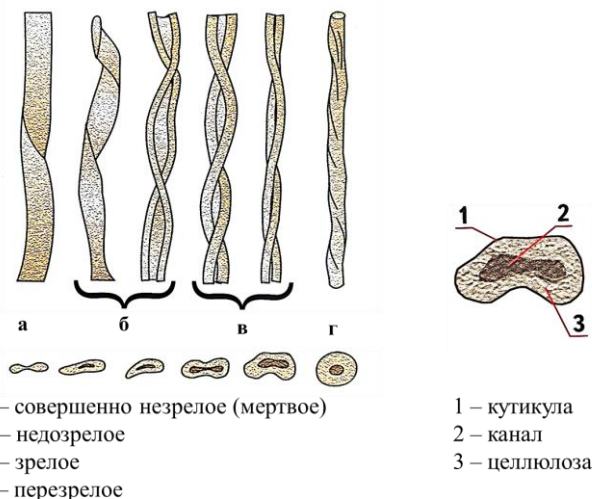 1 2
3
а б в г
– совершенно незрелое (мертвое)
– недозрелое
– зрелое
– перезрелое
1 – кутикула
2 – канал
3 – целлюлоза